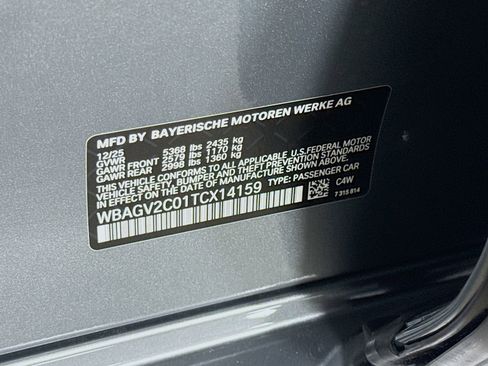 MFD BY BAYERISCHE MOTOREN WERKE AG
12/25
GVWR 5368 lbs 2435 kg
GAWR FRONT 2579 lbs 1170 kg
GAWR REAR 2998 lbs 1360 kg
THIS VEHICLE CONFORMS TO ALL APPLICABLE U.S. FEDERAL MOTOR
VEHICLE SAFETY, BUMPER, AND THEFT PREVENTION STANDARDS
IN EFFECT ON THE DATE OF MANUFACTURE SHOWN ABOVE.
WBAGV2C01TCX14159 TYPE: PASSENGER CAR
C4W
7 315 814